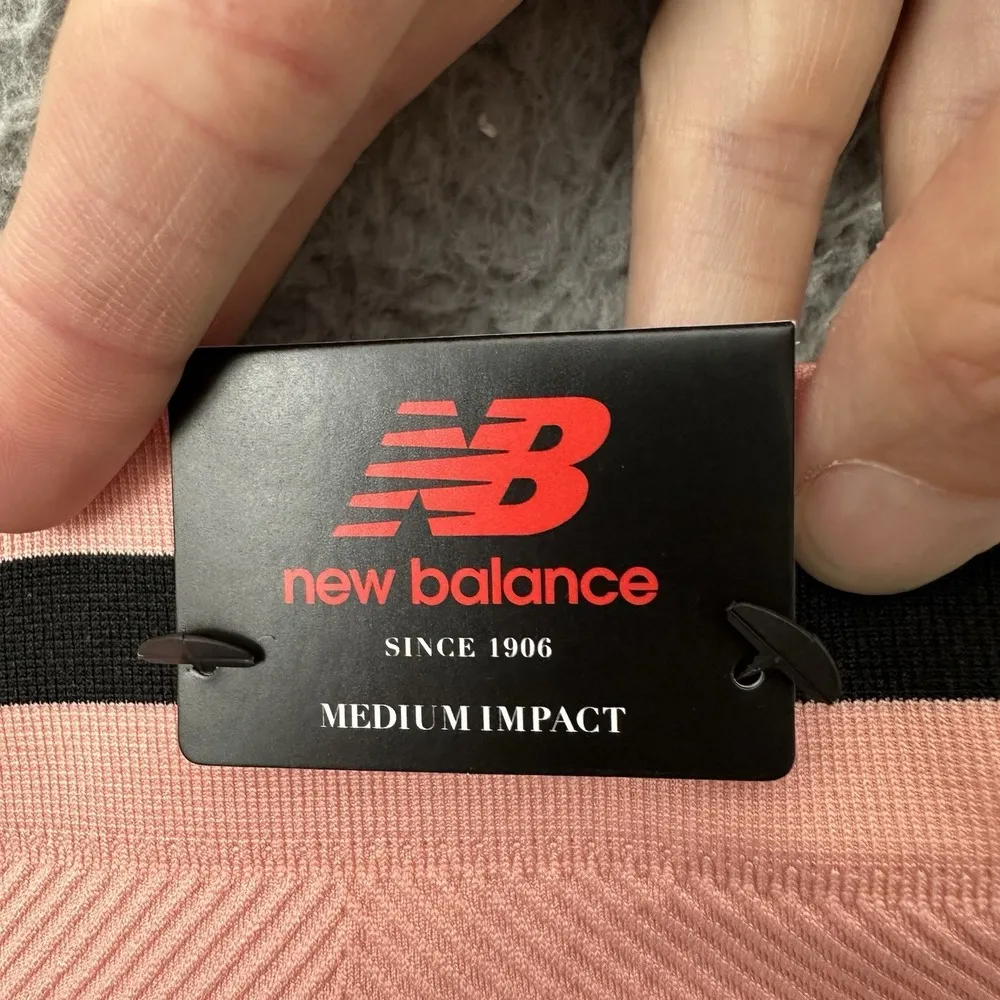 NB
new balance
SINCE 1906
MEDIUM IMPACT